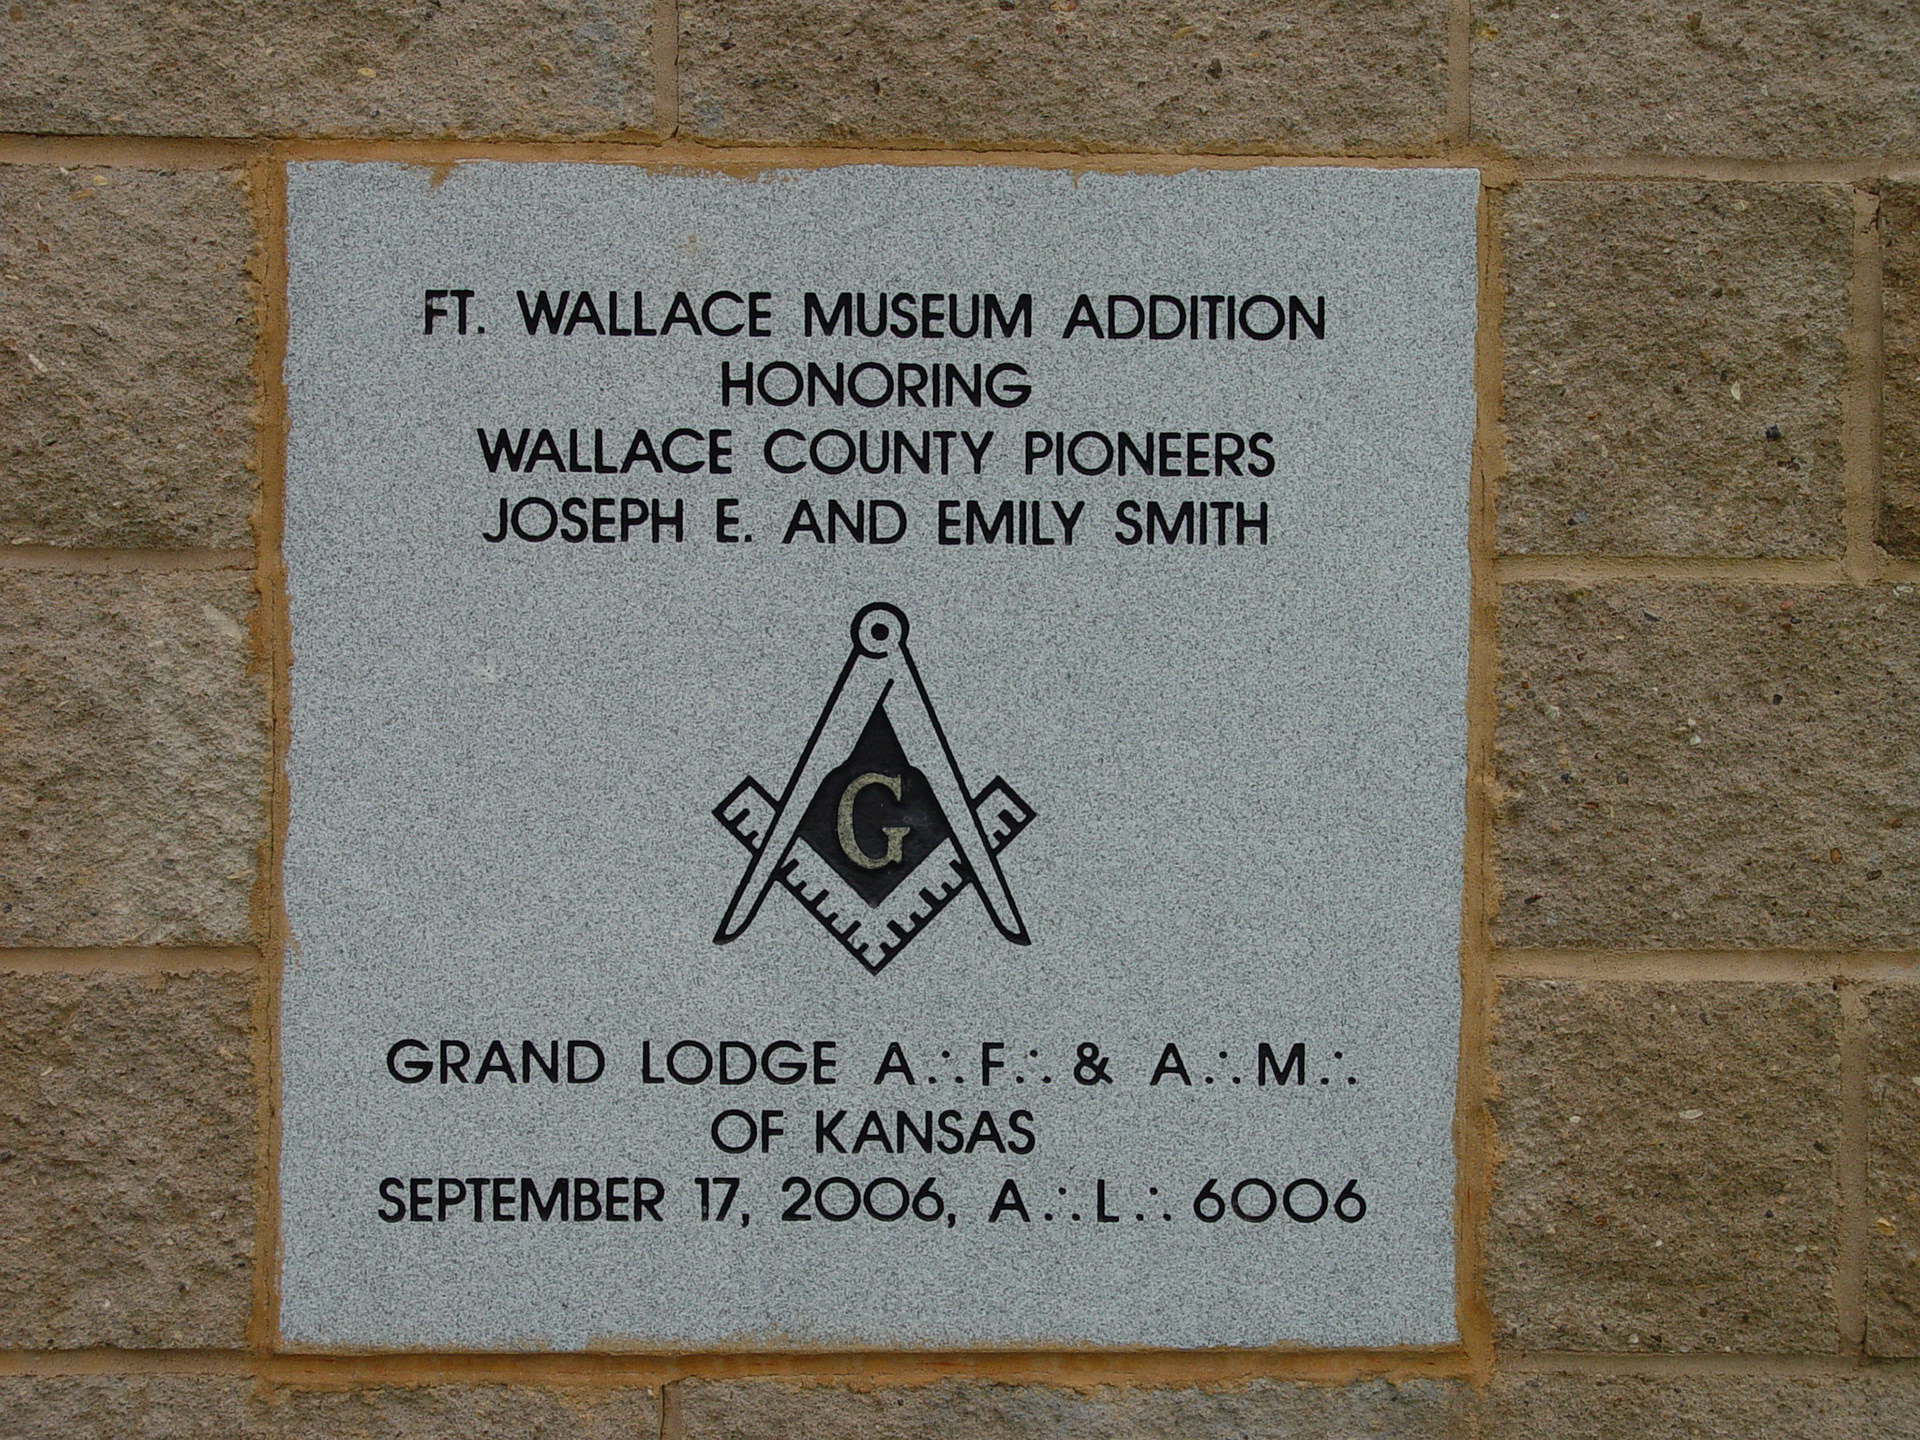 FT. WALLACE MUSEUM ADDITION
HONORING
WALLACE COUNTY PIONEERS
JOSEPH E. AND EMILY SMITH
G
GRAND LODGE A∴F∴& A∴M∴
OF KANSAS
SEPTEMBER 17, 2006, A∴L∴6006